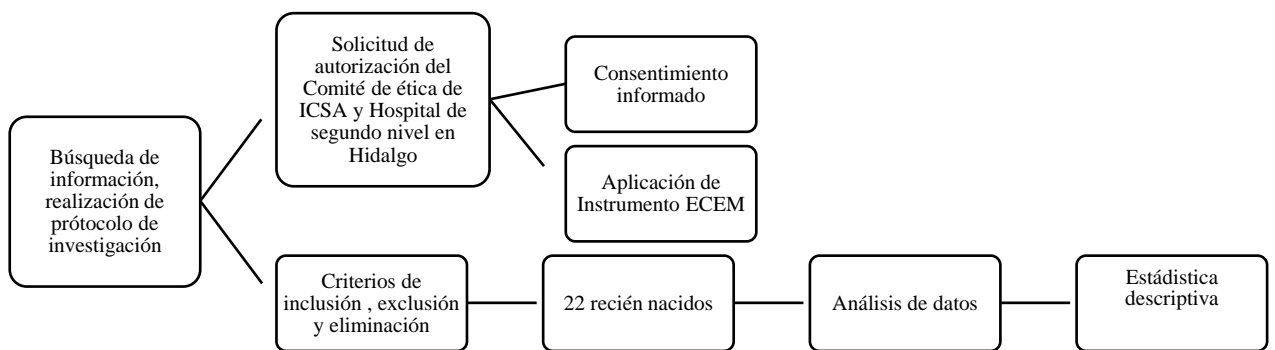 Búsqueda de
información,
realización de
prótocolo de
investigación
Solicitud de
autorización del
Comité de ética de
ICSA y Hospital de
segundo nivel en
Hidalgo
Consentimiento
informado
Aplicación de
Instrumento ECEM
Criterios de
inclusión , exclusión
y eliminación
22 recién nacidos
Análisis de datos
Estádistica
descriptiva